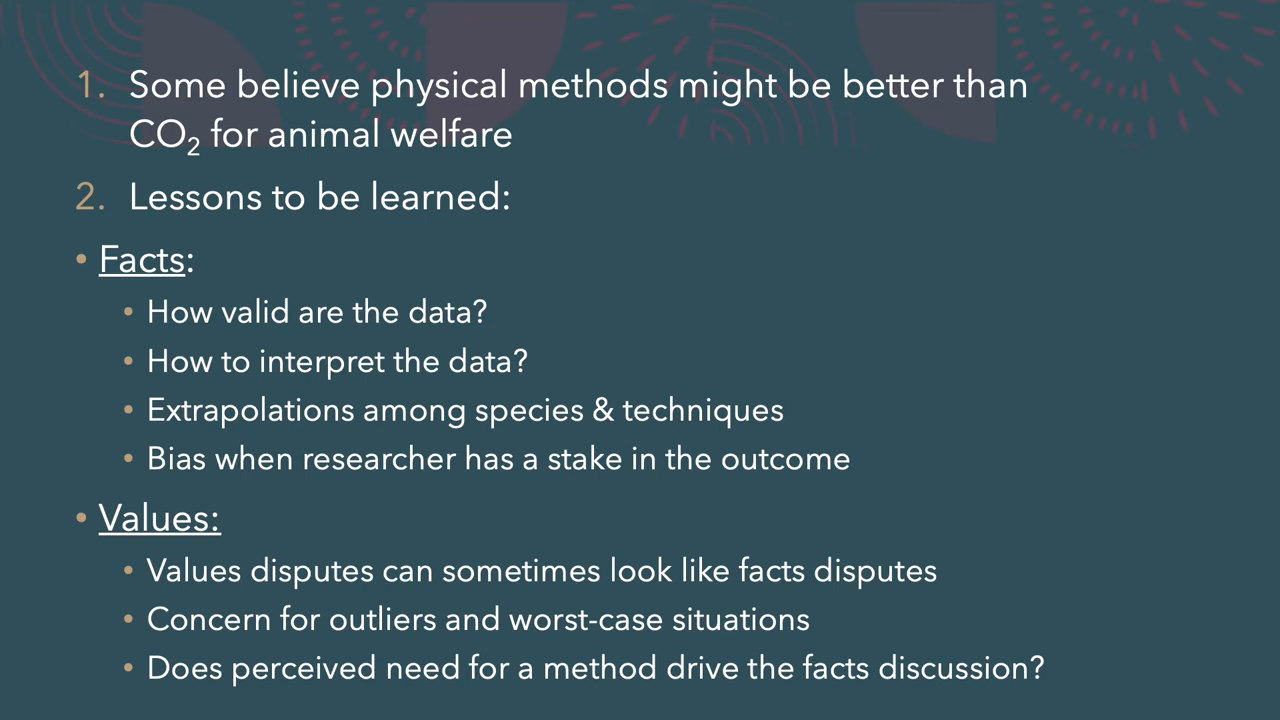 1. Some believe physical methods might be better than
CO₂ for animal welfare
2. Lessons to be learned:
• Facts:
• How valid are the data?
• How to interpret the data?
• Extrapolations among species & techniques
• Bias when researcher has a stake in the outcome
• Values:
• Values disputes can sometimes look like facts disputes
• Concern for outliers and worst-case situations
• Does perceived need for a method drive the facts discussion?